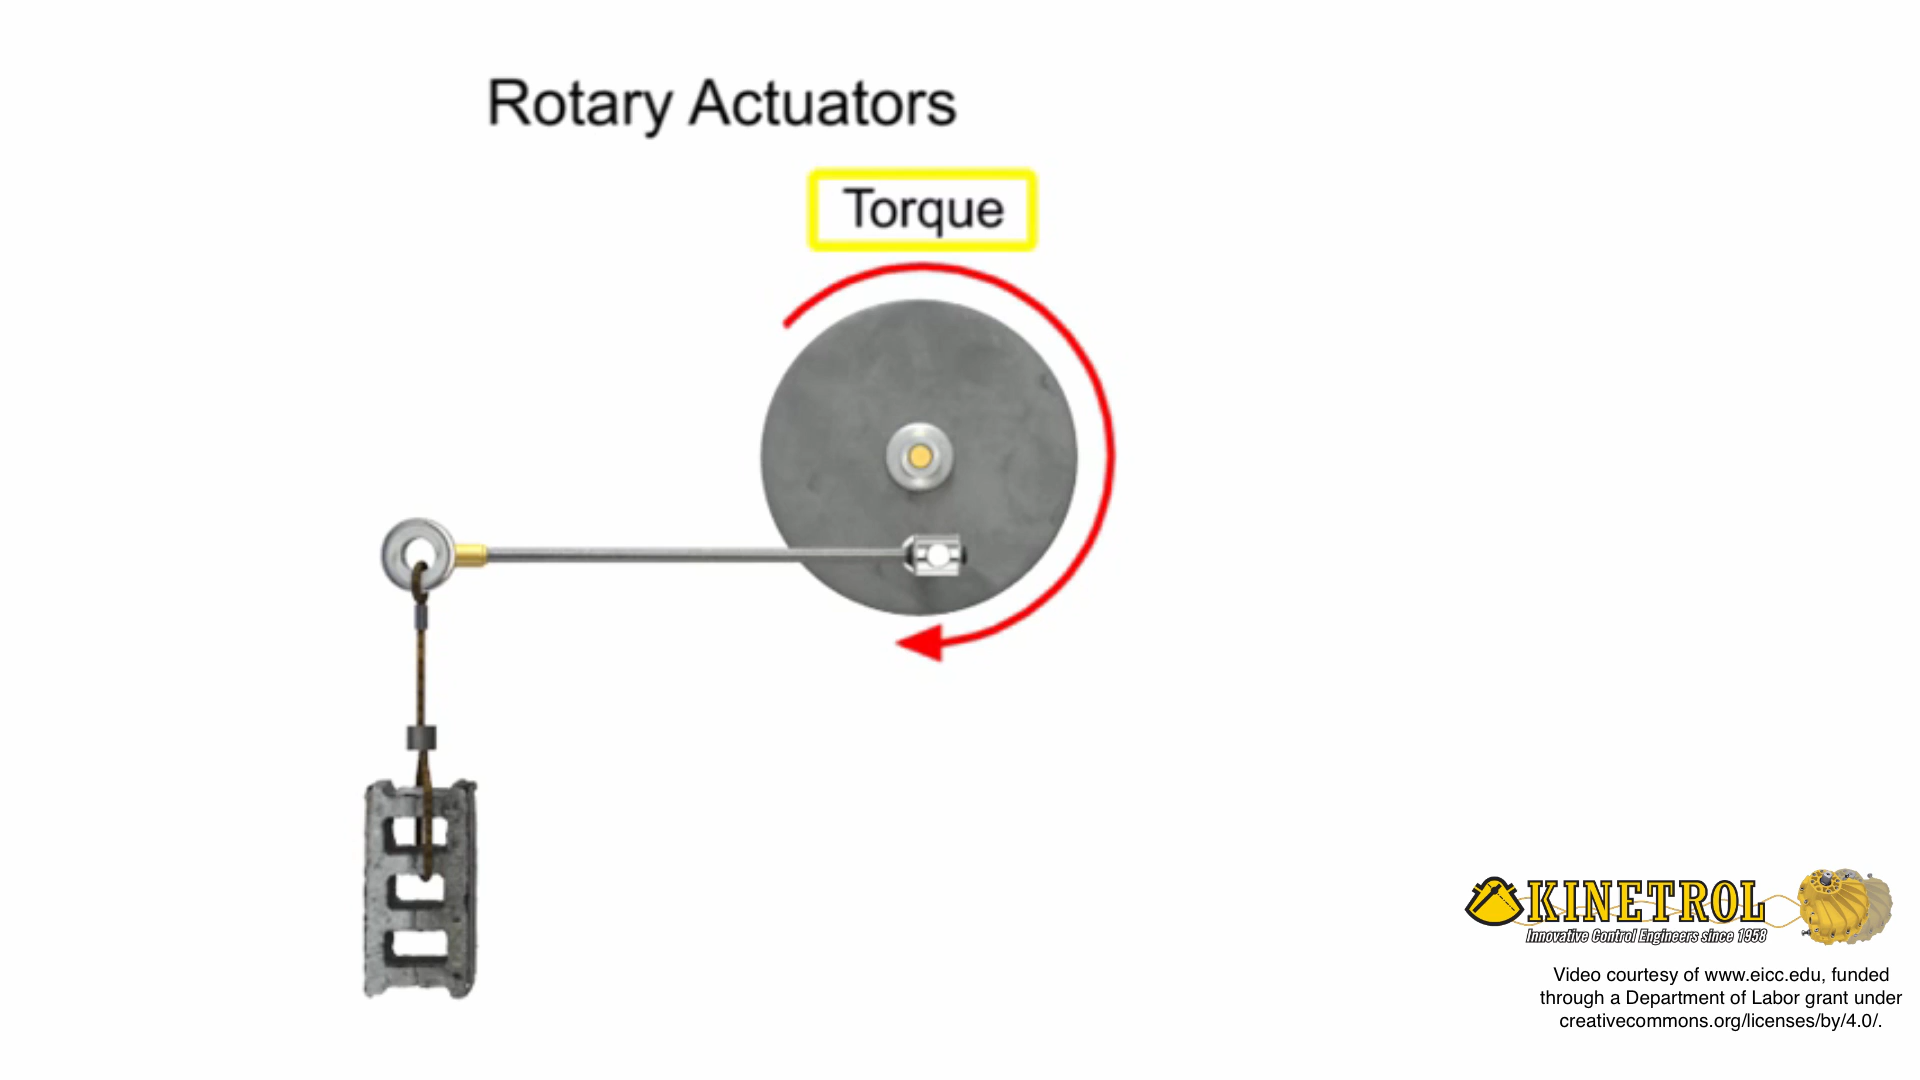 Rotary Actuators
Torque
KINETROL
Innovative Control Engineers since 1958
Video courtesy of www.eicc.edu, funded
through a Department of Labor grant under
creativecommons.org/licenses/by/4.0/.